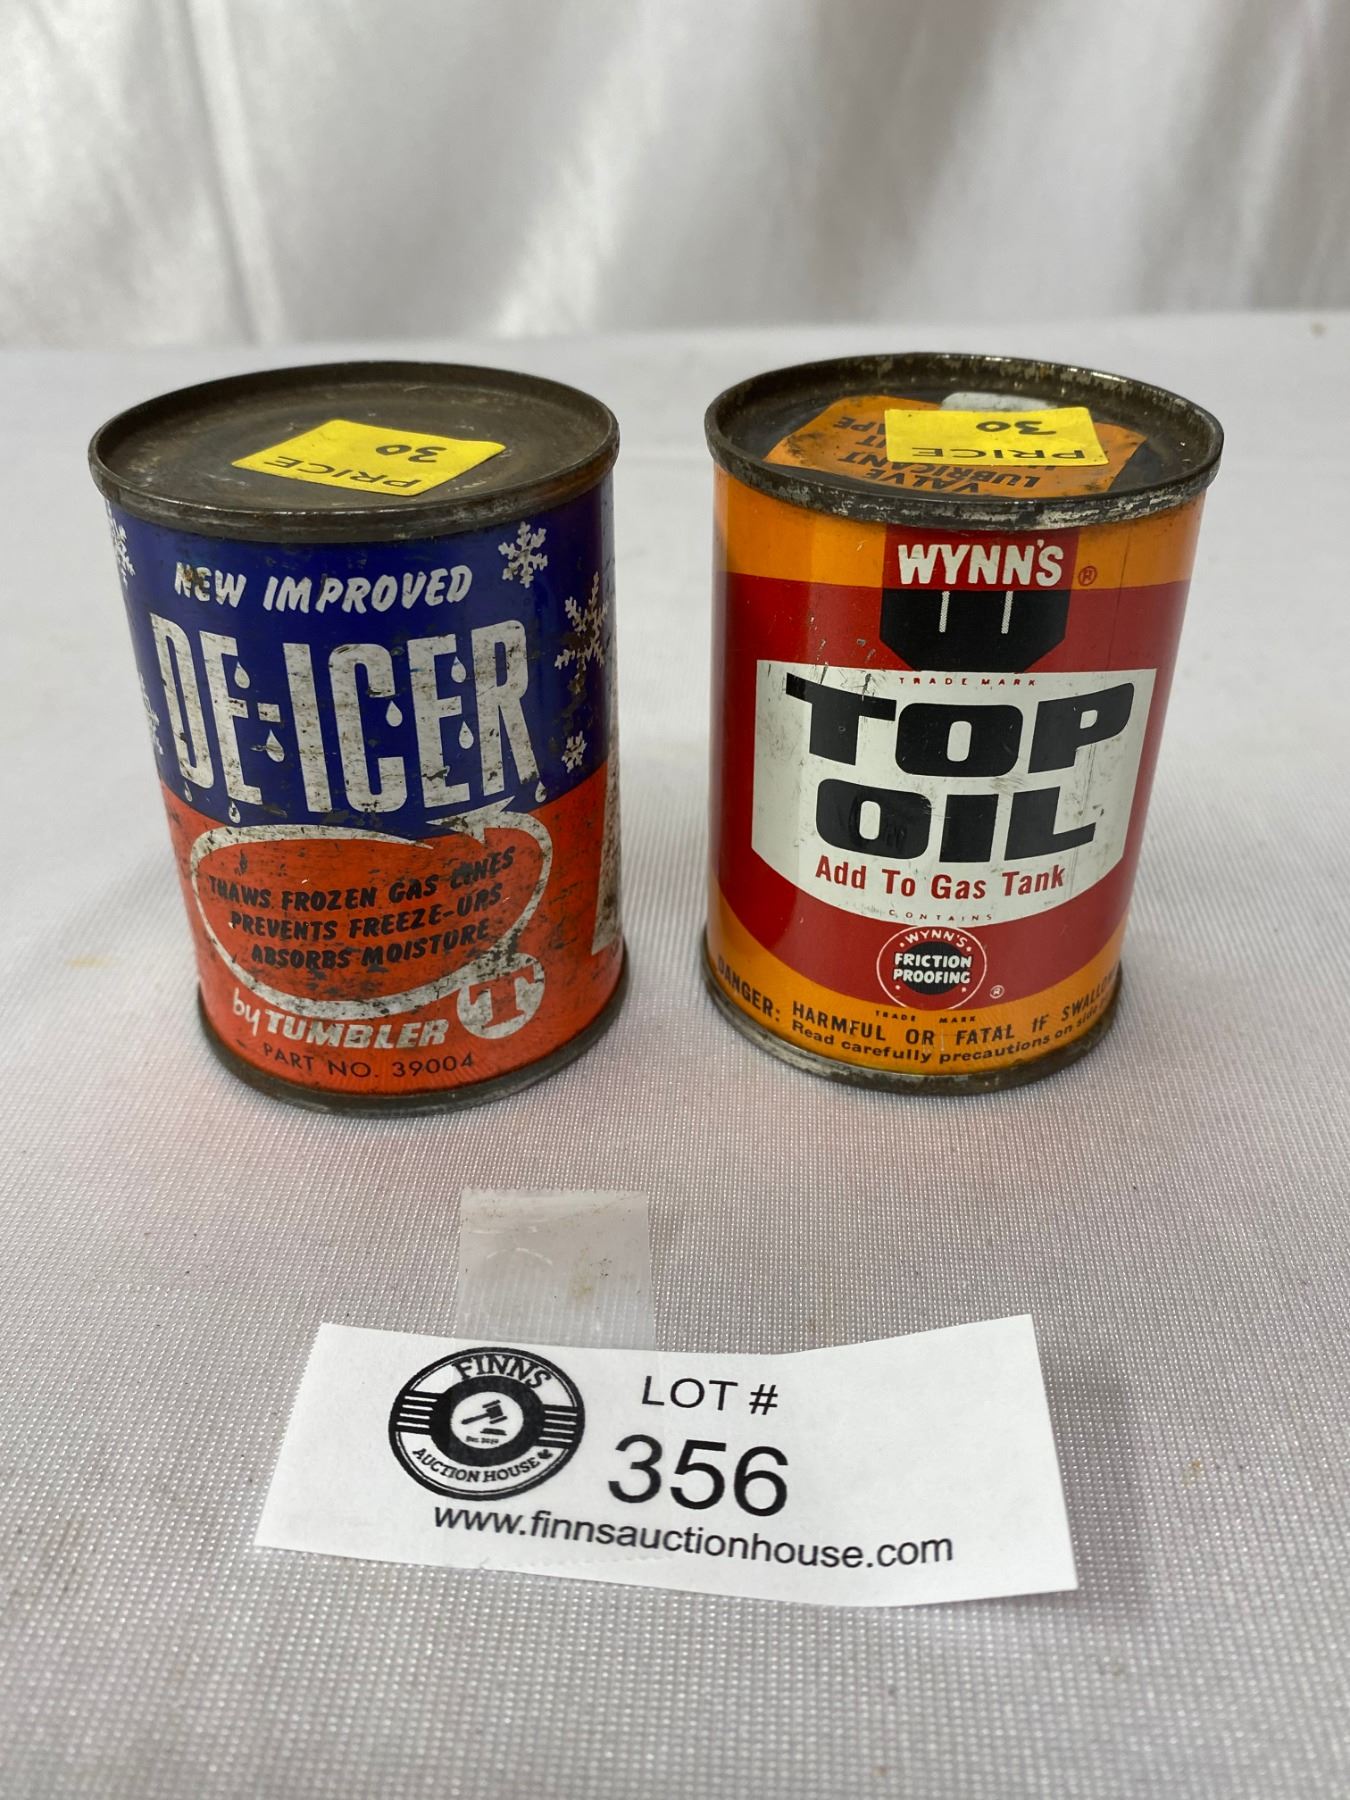 PRICE
30
NEW IMPROVED
DE-ICER
THAWS FROZEN GAS LINES
PREVENTS FREEZE-UPS
ABSORBS MOISTURE
by TUMBLER T
PART NO. 39004
PRICE
30
VALVE
LUBRICANT
WYNN'S ®
TRADE MARK
TOP
OIL
Add To Gas Tank
CONTAINS
WYNN'S
FRICTION
PROOFING ®
TRADE MARK
DANGER: HARMFUL OR FATAL IF
Read carefully precautions on side
FINNS
AUCTION HOUSE
LOT #
356
www.finnsauctionhouse.com